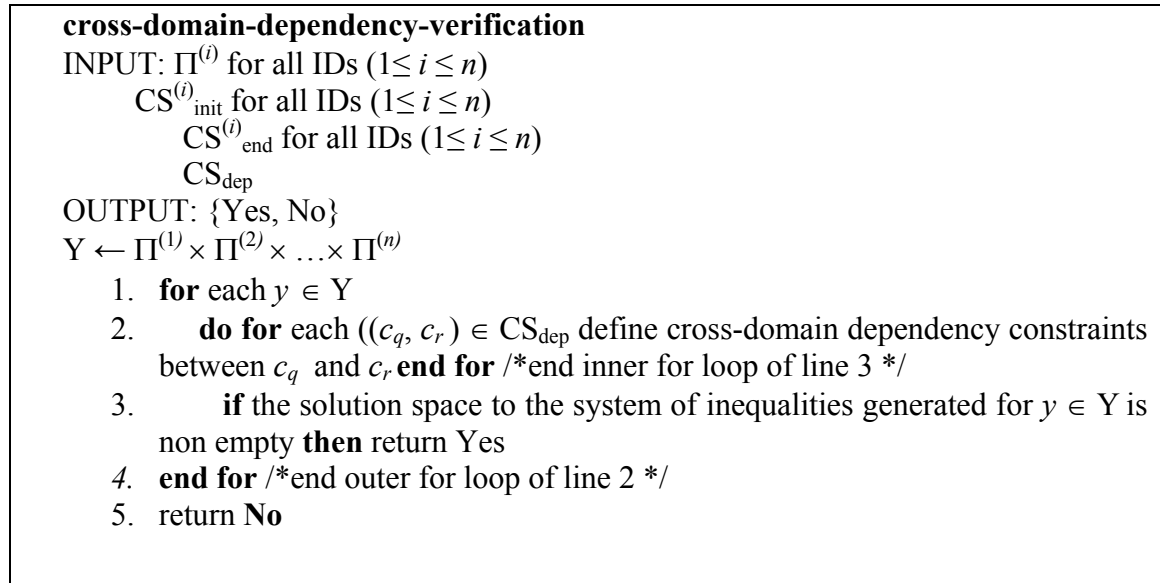 cross-domain-dependency-verification
INPUT: Π⁽ⁱ⁾ for all IDs (1≤ i ≤ n)
CS⁽ⁱ⁾init for all IDs (1≤ i ≤ n)
CS⁽ⁱ⁾end for all IDs (1≤ i ≤ n)
CSdep
OUTPUT: {Yes, No}
Y ← Π⁽¹⁾ × Π⁽²⁾ × …× Π⁽ⁿ⁾
1. for each y ∈ Y
2. do for each ((cq, cr ) ∈ CSdep define cross-domain dependency constraints
between cq and cr end for /*end inner for loop of line 3 */
3. if the solution space to the system of inequalities generated for y ∈ Y is
non empty then return Yes
4. end for /*end outer for loop of line 2 */
5. return No